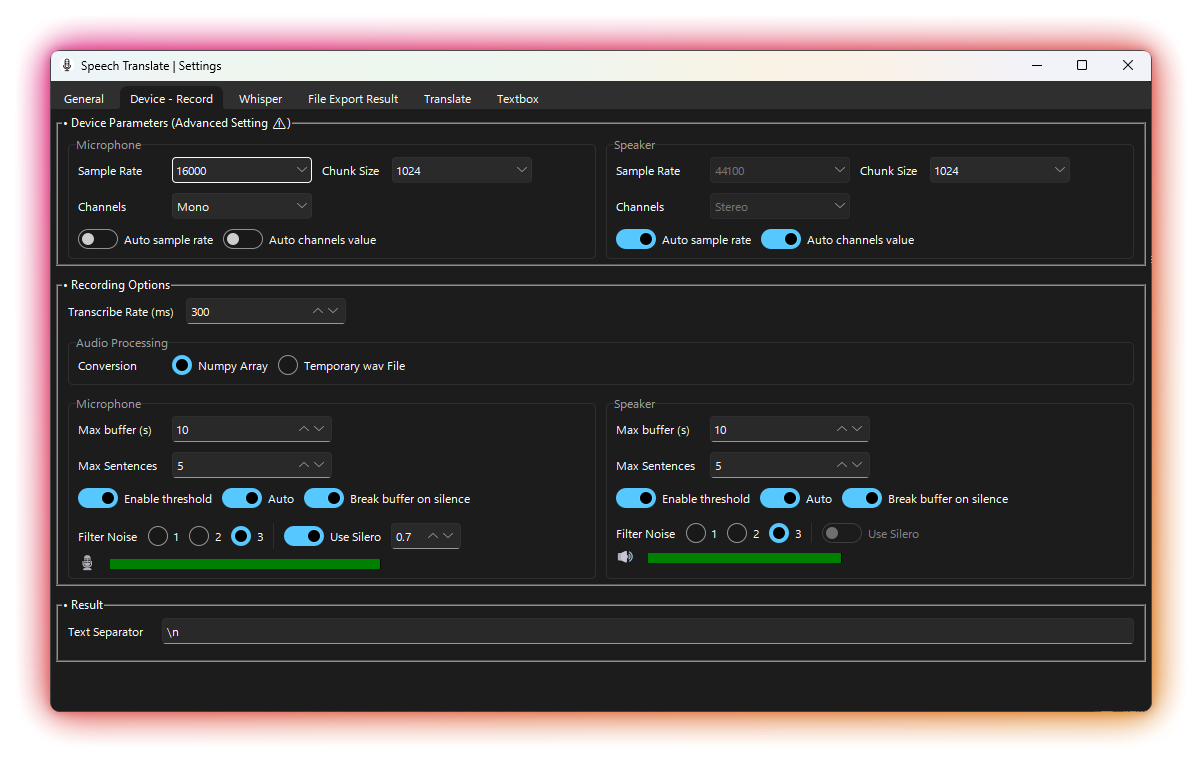 Speech Translate | Settings
General Device - Record Whisper File Export Result Translate Textbox
• Device Parameters (Advanced Setting ⚠)
Microphone
Sample Rate 16000 Chunk Size 1024
Channels Mono
Auto sample rate Auto channels value
Speaker
Sample Rate 44100 Chunk Size 1024
Channels Stereo
Auto sample rate Auto channels value
• Recording Options
Transcribe Rate (ms) 300
Audio Processing
Conversion Numpy Array Temporary wav File
Microphone
Max buffer (s) 10
Max Sentences 5
Enable threshold Auto Break buffer on silence
Filter Noise 1 2 3 Use Silero 0.7
Speaker
Max buffer (s) 10
Max Sentences 5
Enable threshold Auto Break buffer on silence
Filter Noise 1 2 3 Use Silero
• Result
Text Separator \n